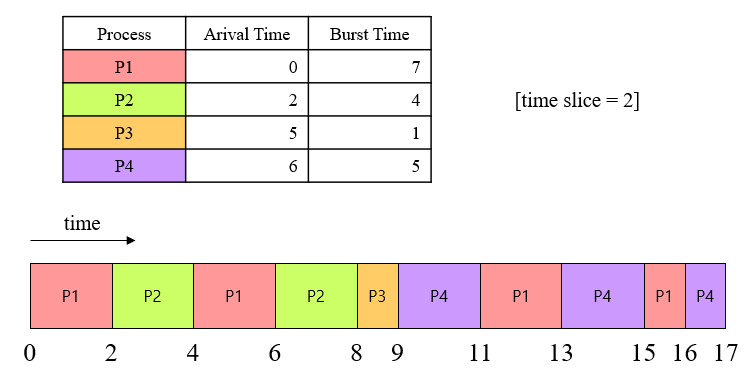 Process Arival Time Burst Time
P1 0 7
P2 2 4
P3 5 1
P4 6 5
[time slice = 2]
time
P1 P2 P1 P2 P3 P4 P1 P4 P1 P4
0 2 4 6 8 9 11 13 15 16 17